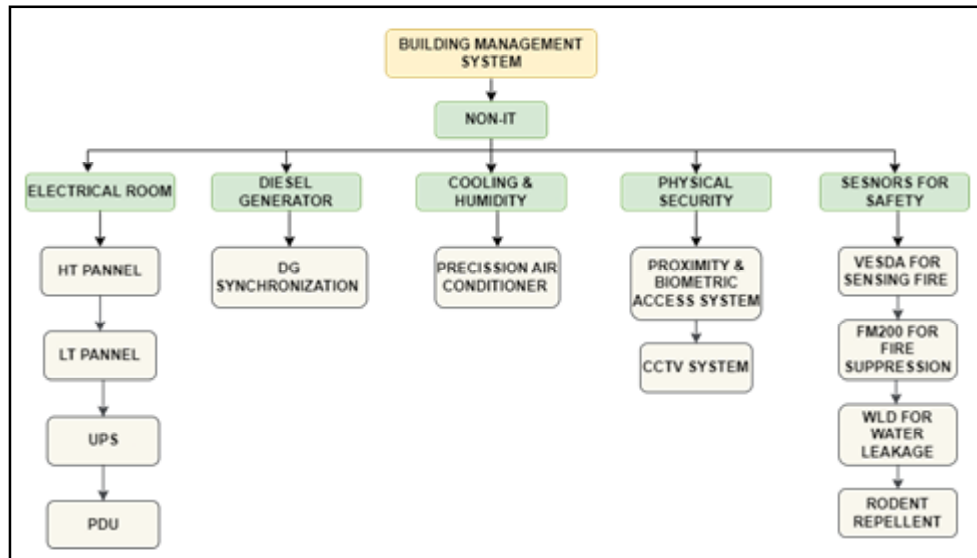 BUILDING MANAGEMENT
SYSTEM
NON-IT
ELECTRICAL ROOM
DIESEL
GENERATOR
COOLING &
HUMIDITY
PHYSICAL
SECURITY
SESNORS FOR
SAFETY
HT PANNEL
LT PANNEL
UPS
PDU
DG
SYNCHRONIZATION
PRECISSION AIR
CONDITIONER
PROXIMITY &
BIOMETRIC
ACCESS SYSTEM
CCTV SYSTEM
VESDA FOR
SENSING FIRE
FM200 FOR
FIRE
SUPPRESSION
WLD FOR
WATER
LEAKAGE
RODENT
REPELLENT